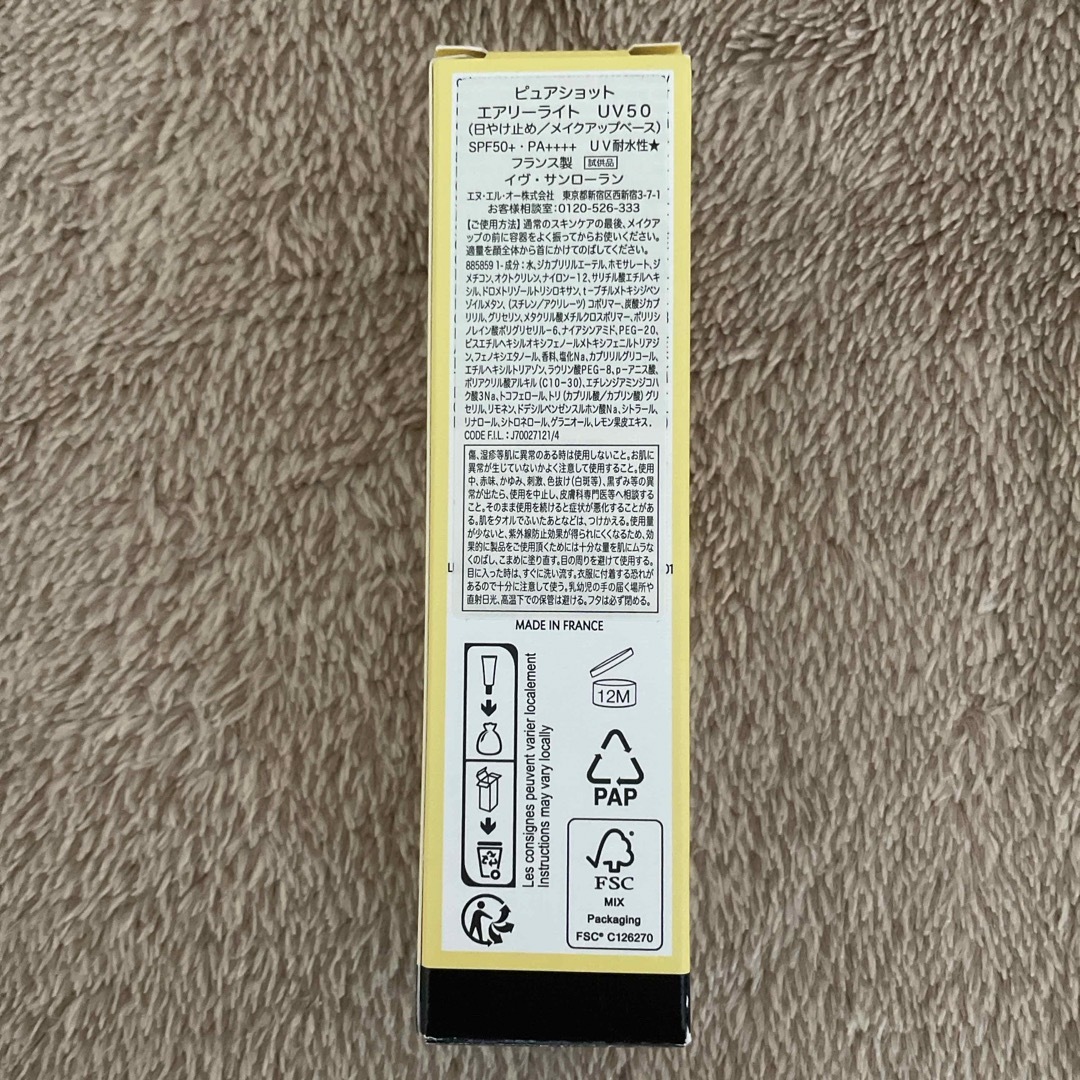 ピュアショット
エアリーライト UV50
(日やけ止め/メイクアップベース)
SPF50+・PA++++ UV耐水性★
フランス製 試供品
イヴ・サンローラン
エヌ・エル・オー株式会社 東京都新宿区西新宿3-7-1
お客様相談室:0120-526-333
【ご使用方法】通常のスキンケアの最後、メイクア
ップの前に容器をよく振ってからお使いください。
適量を顔全体から首にかけてのばしてください。
885859 1-成分:水、ジカプリリルエーテル、ホモサレート、ジ
メチコン、オクトクリレン、ナイロン-12、サリチル酸エチルヘキ
シル、ドロメトリゾールトリシロキサン、t-ブチルメトキシジベン
ゾイルメタン、(スチレン/アクリレーツ)コポリマー、炭酸ジカプ
リリル、グリセリン、メタクリル酸メチルクロスポリマー、ポリリシ
ノレイン酸ポリグリセリル-6、ナイアシンアミド、PEG-20、
ビスエチルヘキシルオキシフェノールメトキシフェニルトリアジ
ン、フェノキシエタノール、香料、塩化Na、カプリリルグリコール、
エチルヘキシルトリアゾン、ラウリン酸PEG-8、p-アニス酸、
ポリアクリル酸アルキル(C10-30)、エチレンジアミンジコハ
ク酸3Na、トコフェロール、トリ(カプリル酸/カプリン酸)グリ
セリル、リモネン、ドデシルベンゼンスルホン酸Na、シトラール、
リナロール、シトロネロール、ゲラニオール、レモン果皮エキス.
CODE F.I.L. : J70027121/4
傷、湿疹等肌に異常のある時は使用しないこと。お肌に
異常が生じていないかよく注意して使用すること。使用
中、赤味、かゆみ、刺激、色抜け(白斑等)、黒ずみ等の異
常が出たら、使用を中止し、皮膚科専門医等へ相談する
こと。そのまま使用を続けると症状が悪化することがあ
る。肌をタオルでふいたあとなどは、つけかえる。使用量
が少ないと、紫外線防止効果が得られにくくなるため、効
果的に製品をご使用頂くためには十分な量を肌にムラな
くのばし、こまめに塗り直す。目の周りを避けて使用する。
目に入った時は、すぐに洗い流す。衣服に付着する恐れが
あるので十分に注意して使う。乳幼児の手の届く場所や
直射日光、高温下での保管は避ける。フタは必ず閉める。
MADE IN FRANCE
Les consignes peuvent varier localement
Instructions may vary locally
12M
PAP
FSC
MIX
Packaging
FSC® C126270